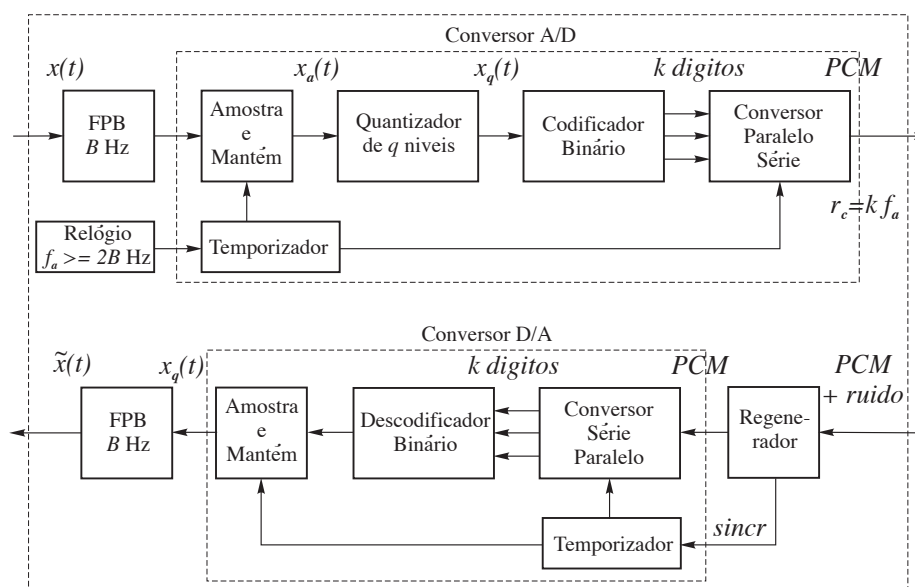 Conversor A/D
x(t)
x_a(t)
x_q(t)
k digitos
PCM
FPB
B Hz
Amostra
e
Mantém
Quantizador
de q niveis
Codificador
Binário
Conversor
Paralelo
Série
r_c=k f_a
Relógio
f_a >= 2B Hz
Temporizador
Conversor D/A
x̃(t)
x_q(t)
k digitos
PCM
PCM
+ ruido
FPB
B Hz
Amostra
e
Mantém
Descodificador
Binário
Conversor
Série
Paralelo
Regene-
rador
Temporizador
sincr